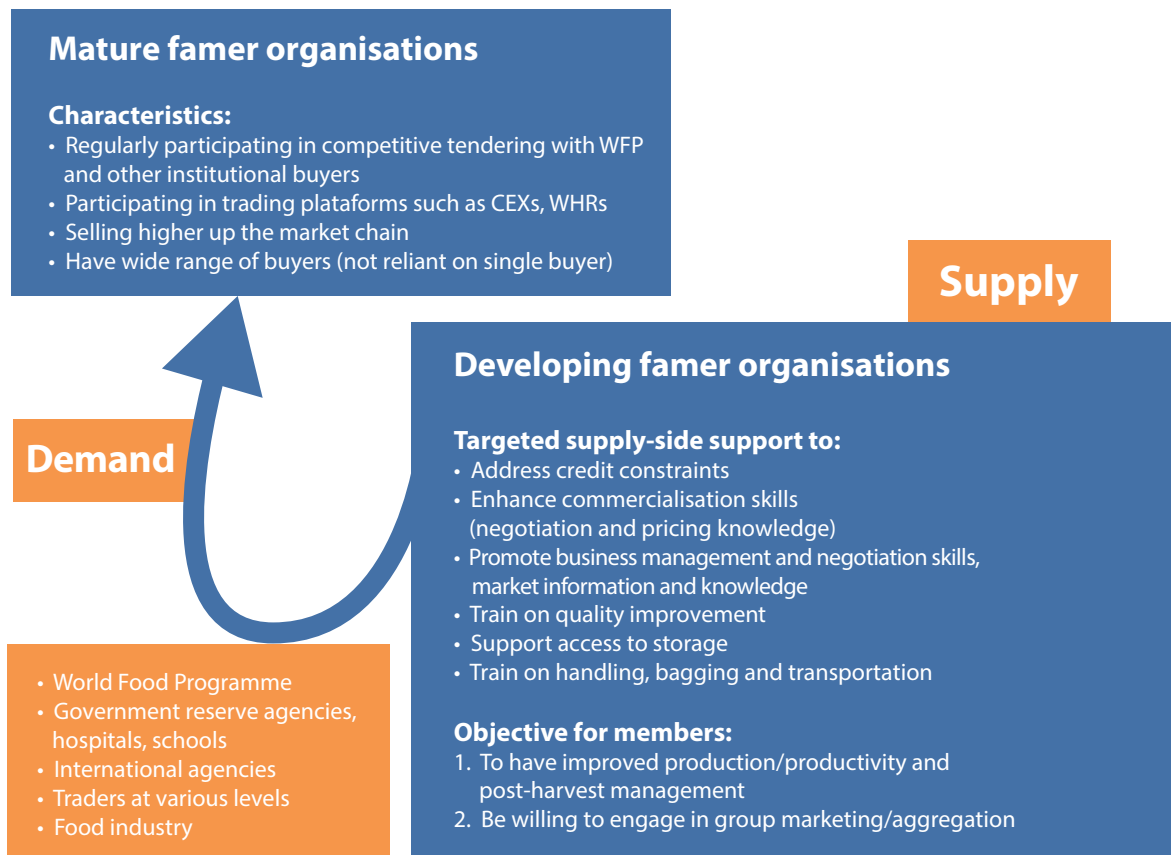 Mature famer organisations
Characteristics:
• Regularly participating in competitive tendering with WFP
and other institutional buyers
• Participating in trading plataforms such as CEXs, WHRs
• Selling higher up the market chain
• Have wide range of buyers (not reliant on single buyer)
Supply
Developing famer organisations
Targeted supply-side support to:
• Address credit constraints
• Enhance commercialisation skills
(negotiation and pricing knowledge)
• Promote business management and negotiation skills,
market information and knowledge
• Train on quality improvement
• Support access to storage
• Train on handling, bagging and transportation
Objective for members:
1. To have improved production/productivity and
post-harvest management
2. Be willing to engage in group marketing/aggregation
Demand
• World Food Programme
• Government reserve agencies,
hospitals, schools
• International agencies
• Traders at various levels
• Food industry